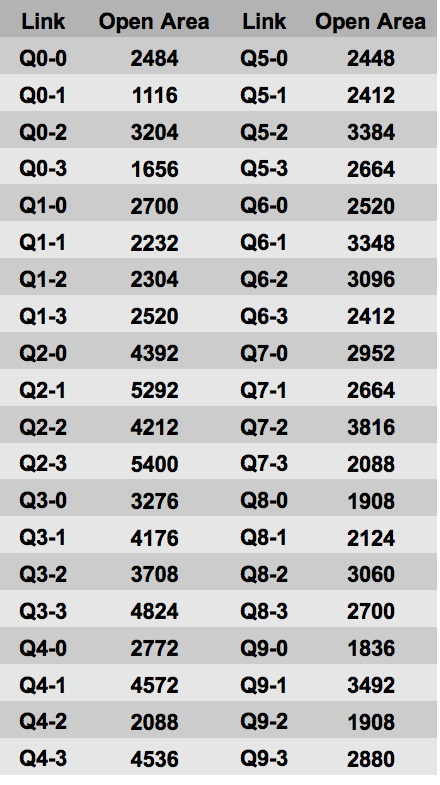 Link Open Area Link Open Area
Q0-0 2484 Q5-0 2448
Q0-1 1116 Q5-1 2412
Q0-2 3204 Q5-2 3384
Q0-3 1656 Q5-3 2664
Q1-0 2700 Q6-0 2520
Q1-1 2232 Q6-1 3348
Q1-2 2304 Q6-2 3096
Q1-3 2520 Q6-3 2412
Q2-0 4392 Q7-0 2952
Q2-1 5292 Q7-1 2664
Q2-2 4212 Q7-2 3816
Q2-3 5400 Q7-3 2088
Q3-0 3276 Q8-0 1908
Q3-1 4176 Q8-1 2124
Q3-2 3708 Q8-2 3060
Q3-3 4824 Q8-3 2700
Q4-0 2772 Q9-0 1836
Q4-1 4572 Q9-1 3492
Q4-2 2088 Q9-2 1908
Q4-3 4536 Q9-3 2880